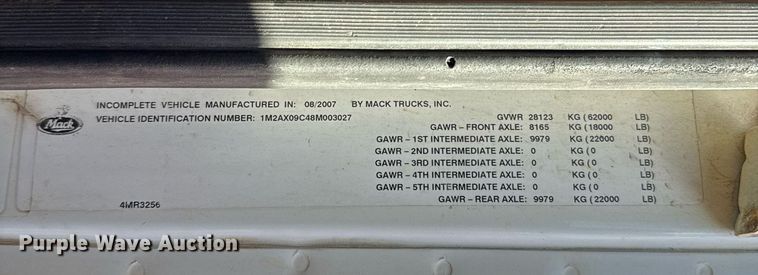 INCOMPLETE VEHICLE MANUFACTURED IN: 08/2007 BY MACK TRUCKS, INC.
VEHICLE IDENTIFICATION NUMBER: 1M2AX09C48M003027
Mack
GVWR 28123 KG ( 62000 LB)
GAWR - FRONT AXLE: 8165 KG ( 18000 LB)
GAWR - 1ST INTERMEDIATE AXLE: 9979 KG ( 22000 LB)
GAWR - 2ND INTERMEDIATE AXLE: 0 KG ( 0 LB)
GAWR - 3RD INTERMEDIATE AXLE: 0 KG ( 0 LB)
GAWR - 4TH INTERMEDIATE AXLE: 0 KG ( 0 LB)
GAWR - 5TH INTERMEDIATE AXLE: 0 KG ( 0 LB)
GAWR - REAR AXLE: 9979 KG ( 22000 LB)
4MR3256
Purple Wave Auction